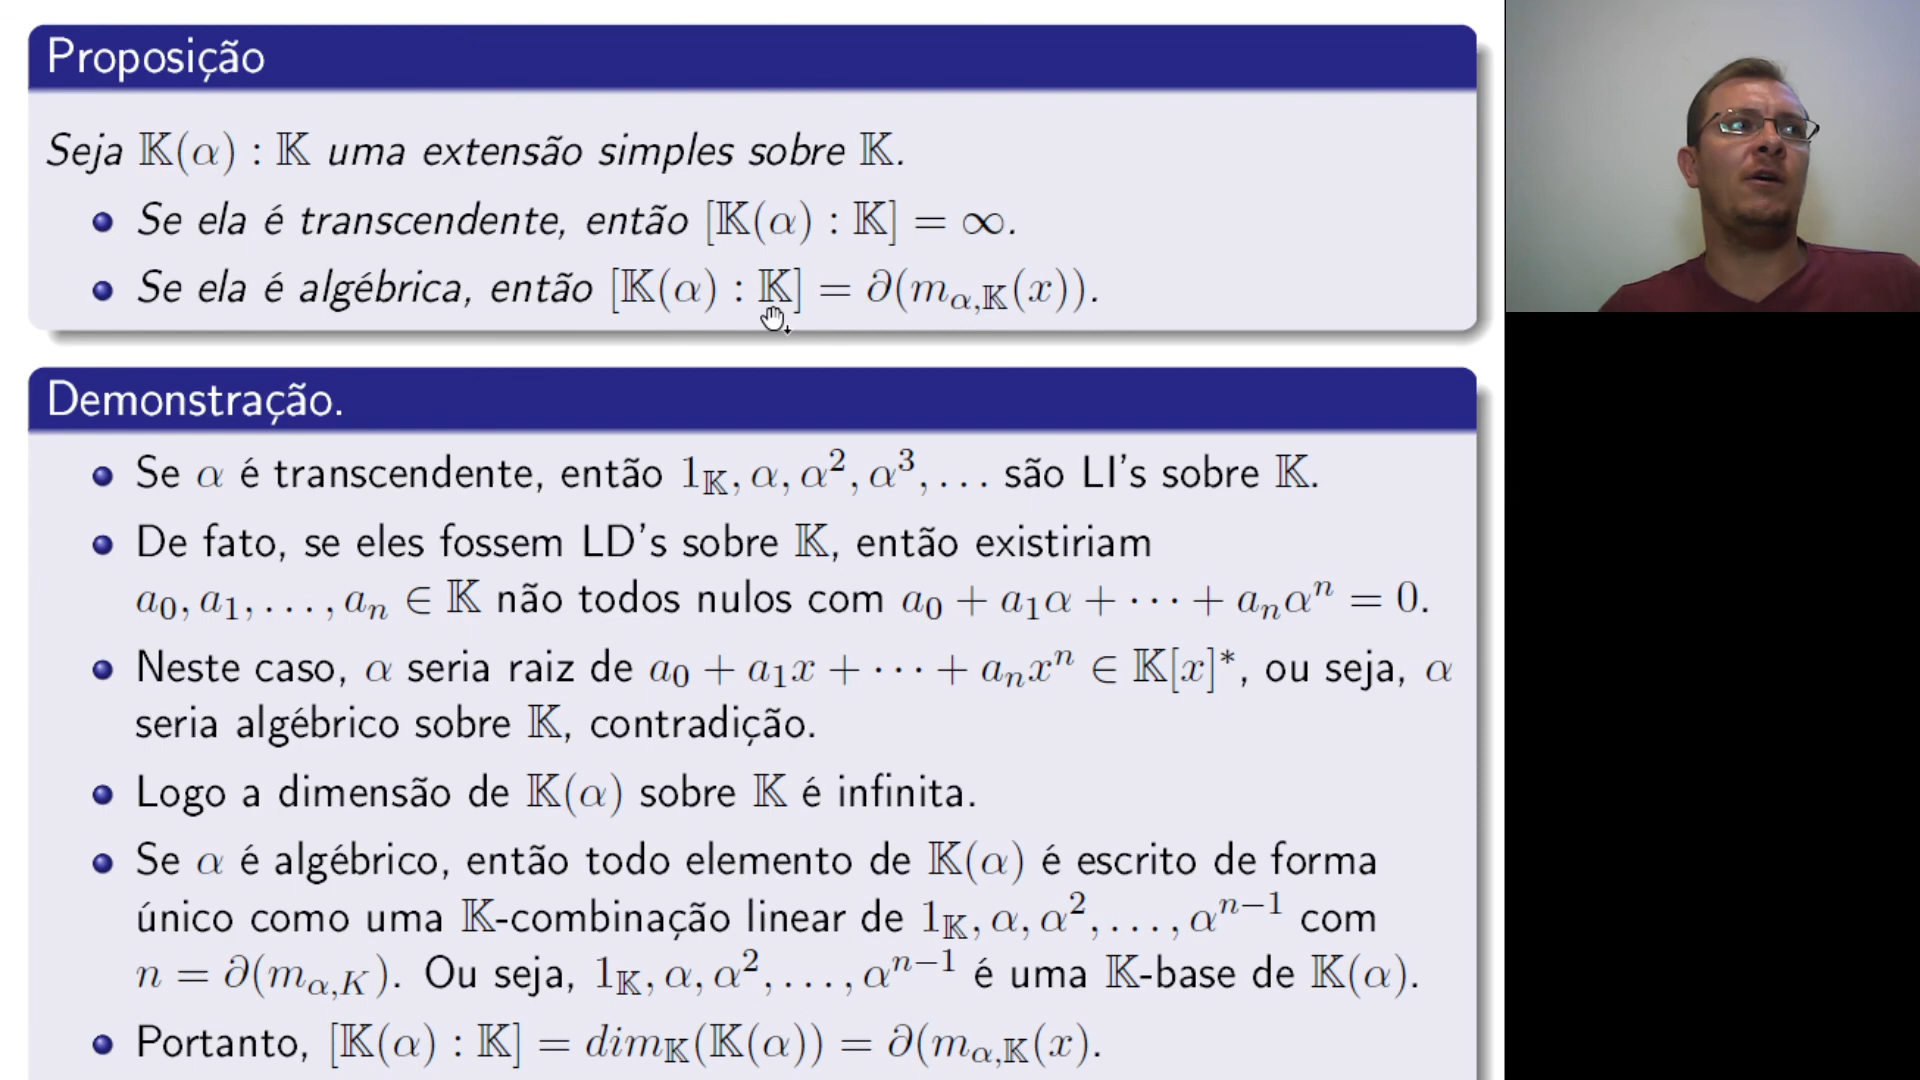 Proposição
Seja 𝕂(α) : 𝕂 uma extensão simples sobre 𝕂.
Se ela é transcendente, então [𝕂(α) : 𝕂] = ∞.
Se ela é algébrica, então [𝕂(α) : 𝕂] = ∂(m_{α,𝕂}(x)).
Demonstração.
Se α é transcendente, então 1_𝕂, α, α², α³, ... são LI's sobre 𝕂.
De fato, se eles fossem LD's sobre 𝕂, então existiriam
a₀, a₁, ..., aₙ ∈ 𝕂 não todos nulos com a₀ + a₁α + ··· + aₙαⁿ = 0.
Neste caso, α seria raiz de a₀ + a₁x + ··· + aₙxⁿ ∈ 𝕂[x]*, ou seja, α
seria algébrico sobre 𝕂, contradição.
Logo a dimensão de 𝕂(α) sobre 𝕂 é infinita.
Se α é algébrico, então todo elemento de 𝕂(α) é escrito de forma
único como uma 𝕂-combinação linear de 1_𝕂, α, α², ..., αⁿ⁻¹ com
n = ∂(m_{α,K}). Ou seja, 1_𝕂, α, α², ..., αⁿ⁻¹ é uma 𝕂-base de 𝕂(α).
Portanto, [𝕂(α) : 𝕂] = dim_𝕂(𝕂(α)) = ∂(m_{α,𝕂}(x).